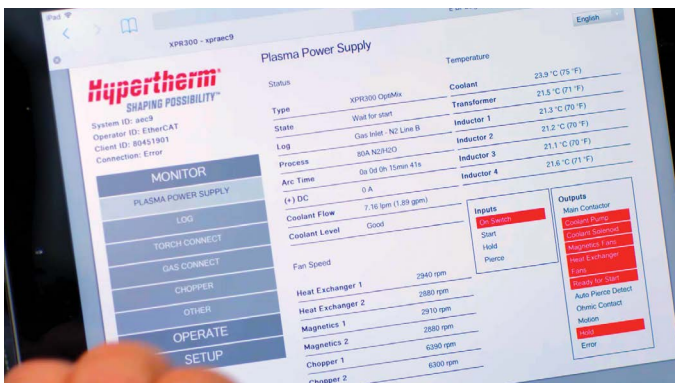 iPad
XPR300 - xpraec9
English
Hypertherm®
SHAPING POSSIBILITY™
System ID: aec9
Operator ID: EtherCAT
Client ID: 80451901
Connection: Error
MONITOR
PLASMA POWER SUPPLY
LOG
TORCH CONNECT
GAS CONNECT
CHOPPER
OTHER
OPERATE
SETUP
Plasma Power Supply
Status
Type XPR300 OptiMix
State Wait for start
Log Gas Inlet - N2 Line B
Process 80A N2/H2O
Arc Time 0a 0d 0h 15min 41s
(+) DC 0 A
Coolant Flow 7.16 lpm (1.89 gpm)
Coolant Level Good
Fan Speed
Heat Exchanger 1 2940 rpm
Heat Exchanger 2 2880 rpm
Magnetics 1 2910 rpm
Magnetics 2 2880 rpm
Chopper 1 6390 rpm
Chopper 2 6300 rpm
Temperature
Coolant 23.9 °C (75 °F)
Transformer 21.5 °C (71 °F)
Inductor 1 21.3 °C (70 °F)
Inductor 2 21.2 °C (70 °F)
Inductor 3 21.1 °C (70 °F)
Inductor 4 21.6 °C (71 °F)
Inputs
On Switch
Start
Hold
Pierce
Outputs
Main Contactor
Coolant Pump
Coolant Solenoid
Magnetics Fans
Heat Exchanger
Fans
Ready for Start
Auto Pierce Detect
Ohmic Contact
Motion
Hold
Error